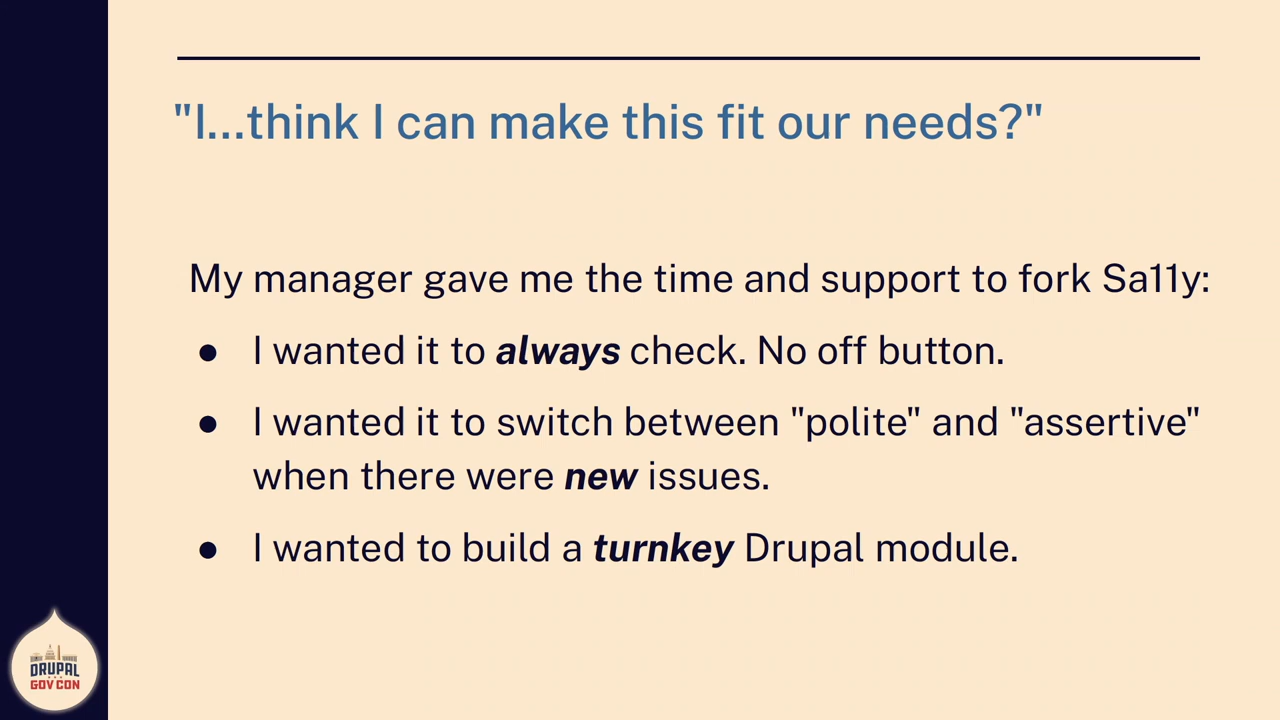 "I...think I can make this fit our needs?"
My manager gave me the time and support to fork Sa11y:
● I wanted it to always check. No off button.
● I wanted it to switch between "polite" and "assertive"
when there were new issues.
● I wanted to build a turnkey Drupal module.
DRUPAL
GOV CON